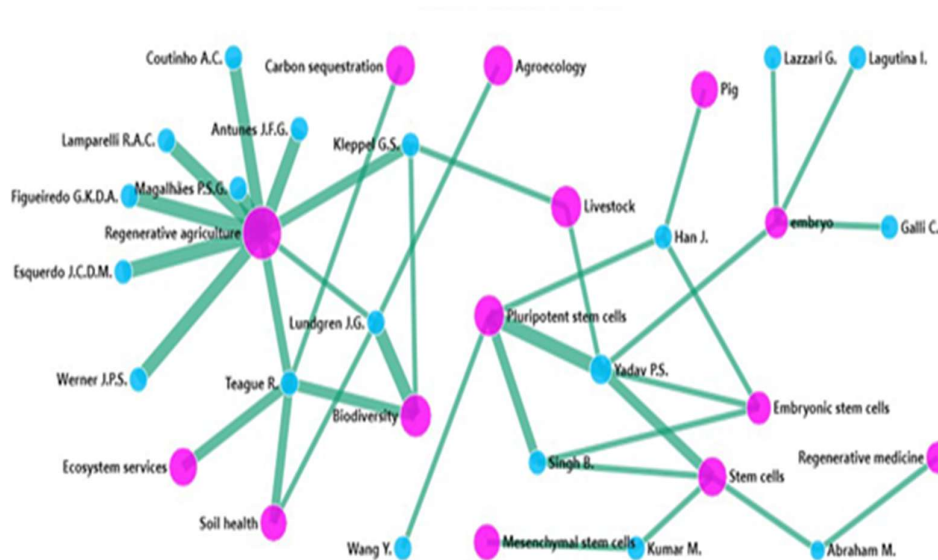 Coutinho A.C.
Carbon sequestration
Agroecology
Lazzari G.
Lagutina I.
Pig
Lamparelli R.A.C.
Antunes J.F.G.
Kleppel G.S.
Figueiredo G.K.D.A.
Magalhães P.S.G.
Livestock
embryo
Galli C.
Regenerative agriculture
Han J.
Esquerdo J.C.D.M.
Lundgren J.G.
Pluripotent stem cells
Werner J.P.S.
Teague R.
Yadav P.S.
Biodiversity
Embryonic stem cells
Ecosystem services
Singh B.
Stem cells
Regenerative medicine
Soil health
Wang Y.
Mesenchymal stem cells
Kumar M.
Abraham M.